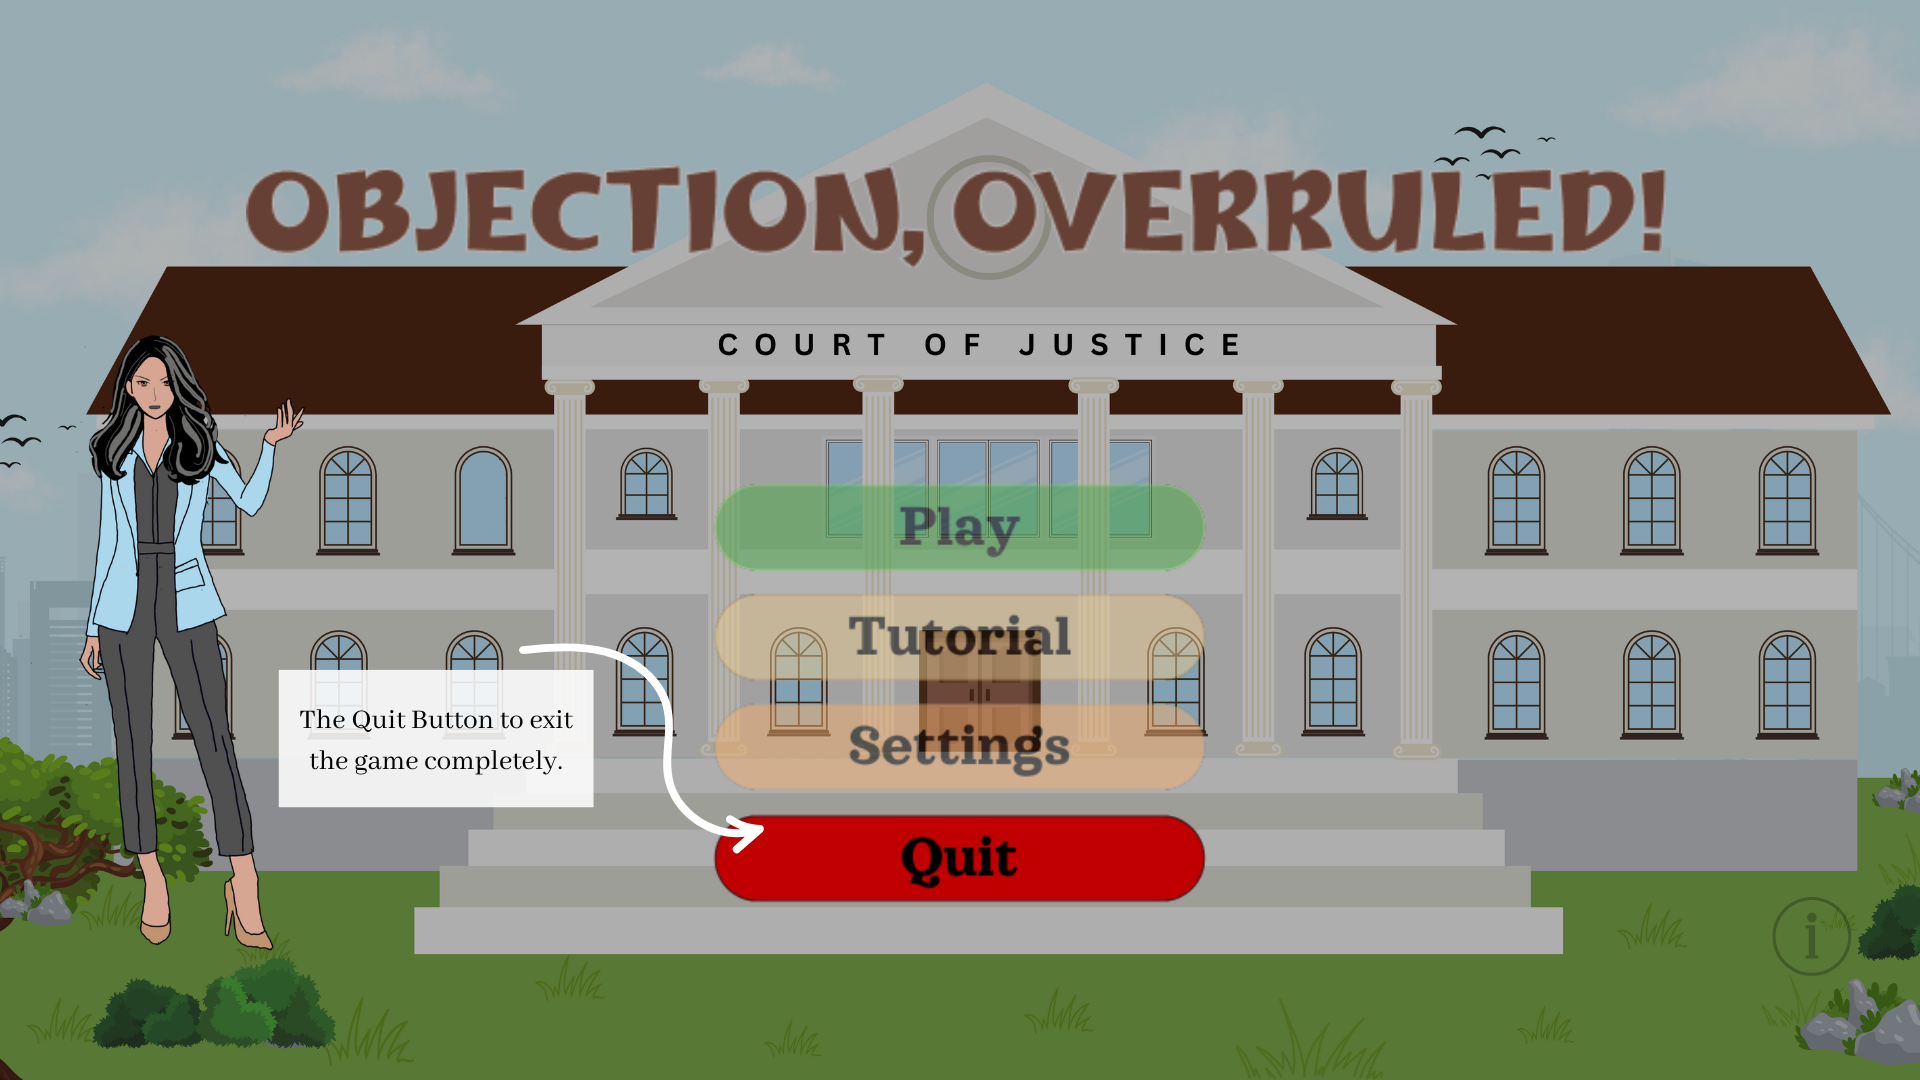 OBJECTION, OVERRULED!
COURT OF JUSTICE
Play
Tutorial
Settings
The Quit Button to exit
the game completely.
Quit
i